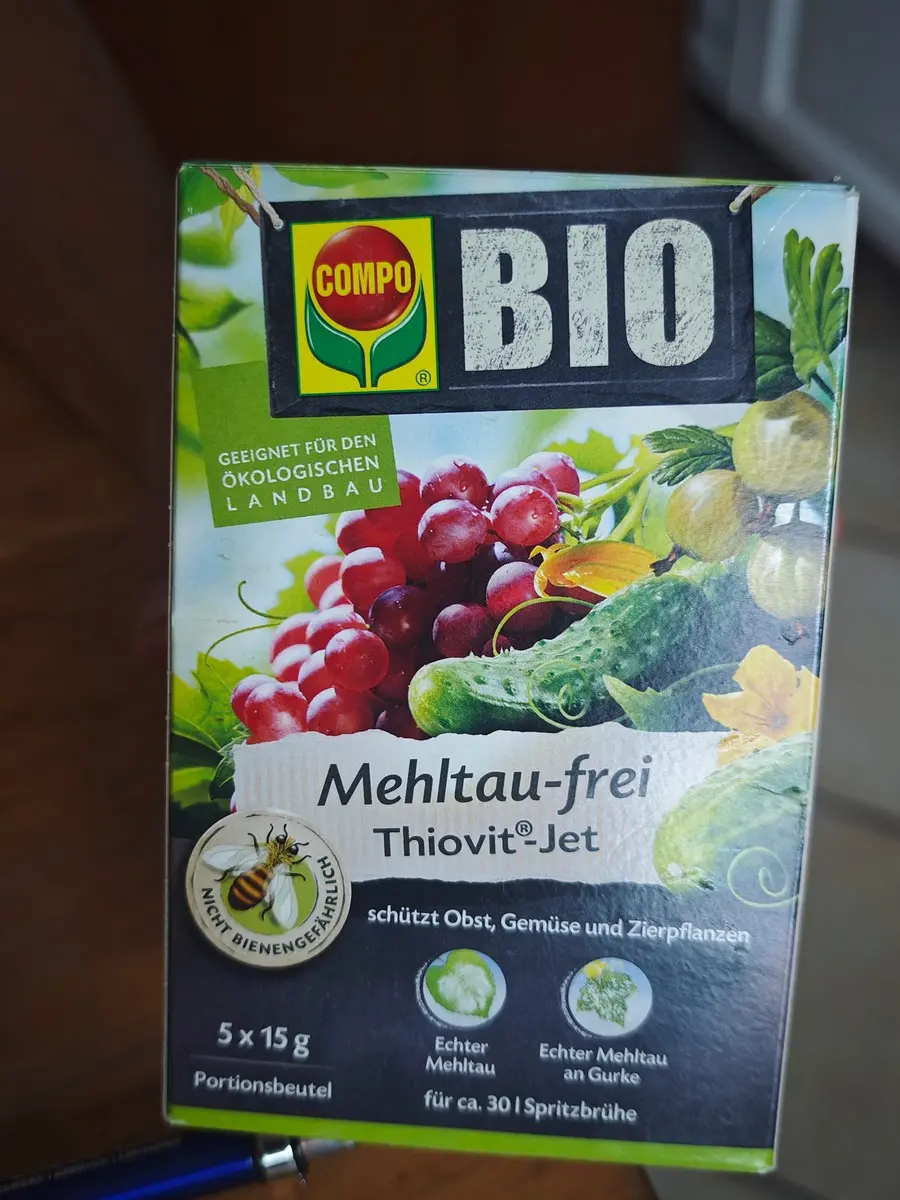 COMPO
®
BIO
GEEIGNET FÜR DEN
ÖKOLOGISCHEN
LANDBAU
Mehltau-frei
Thiovit®-Jet
NICHT BIENENGEFÄHRLICH
schützt Obst, Gemüse und Zierpflanzen
5 x 15 g
Portionsbeutel
Echter
Mehltau
Echter Mehltau
an Gurke
für ca. 30 l Spritzbrühe